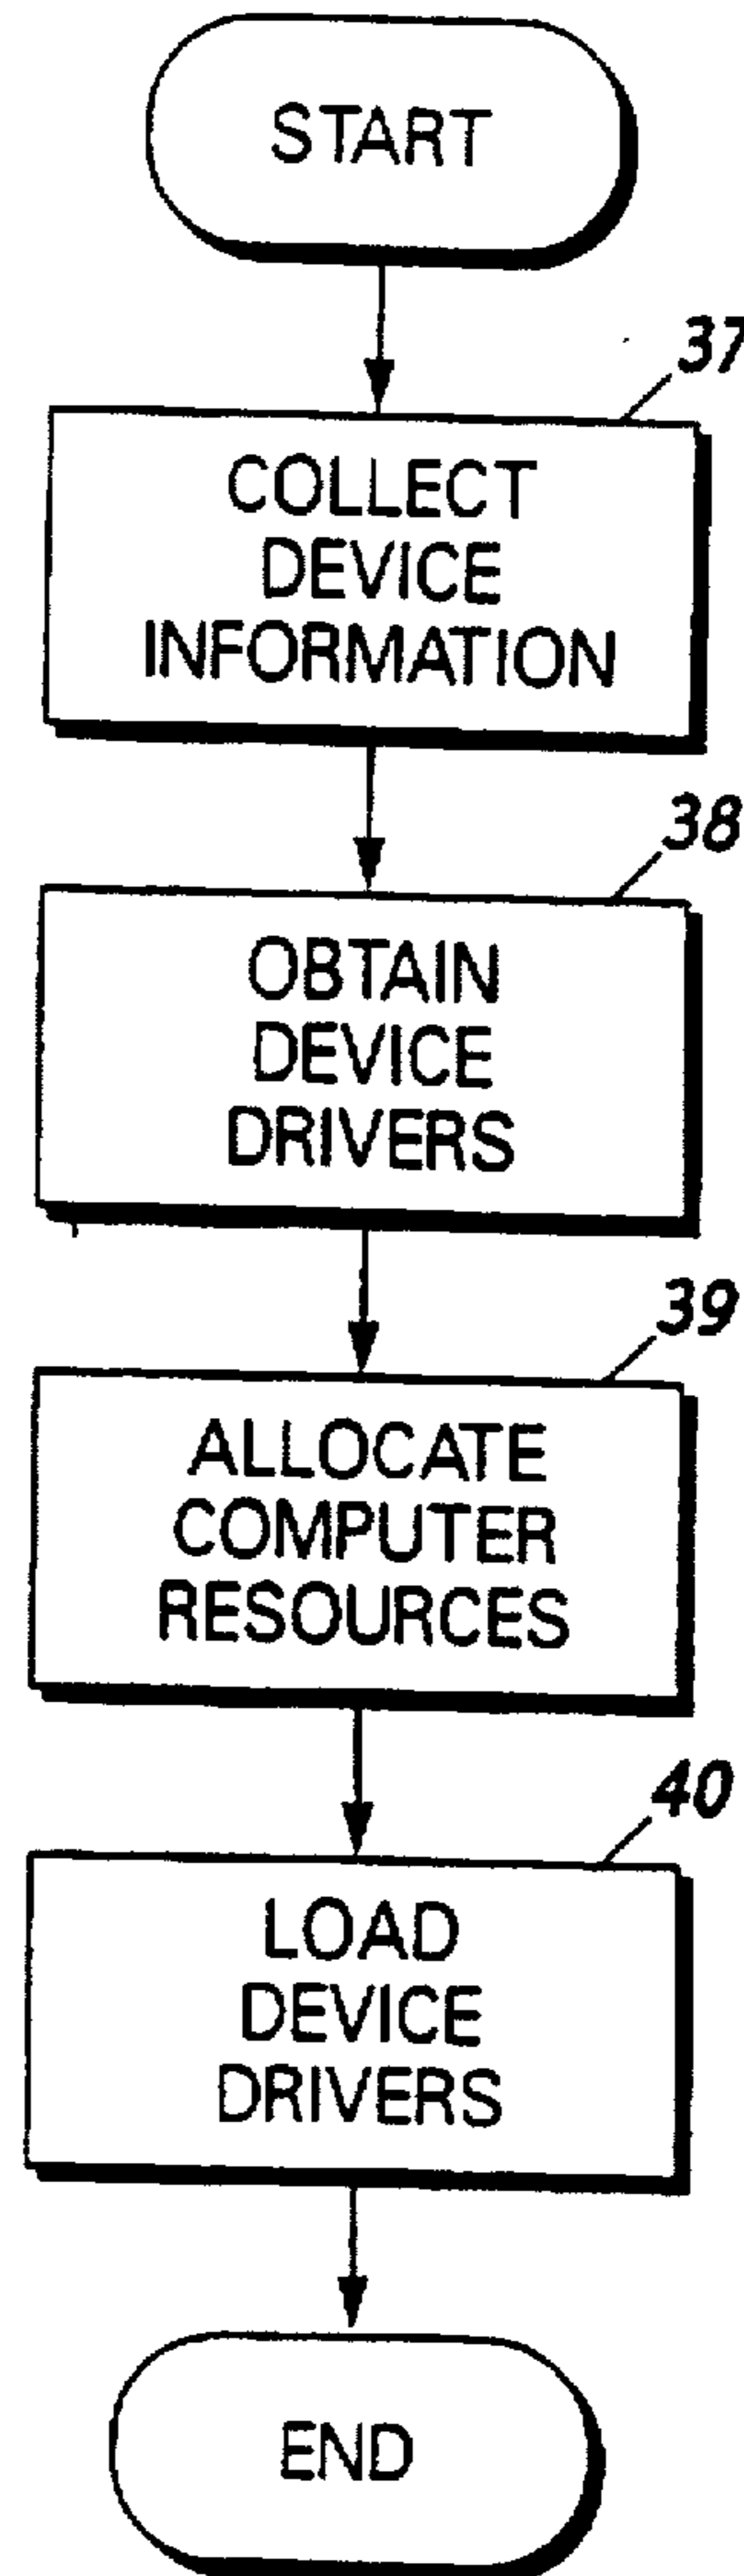 START
37
COLLECT
DEVICE
INFORMATION
38
OBTAIN
DEVICE
DRIVERS
39
ALLOCATE
COMPUTER
RESOURCES
40
LOAD
DEVICE
DRIVERS
END